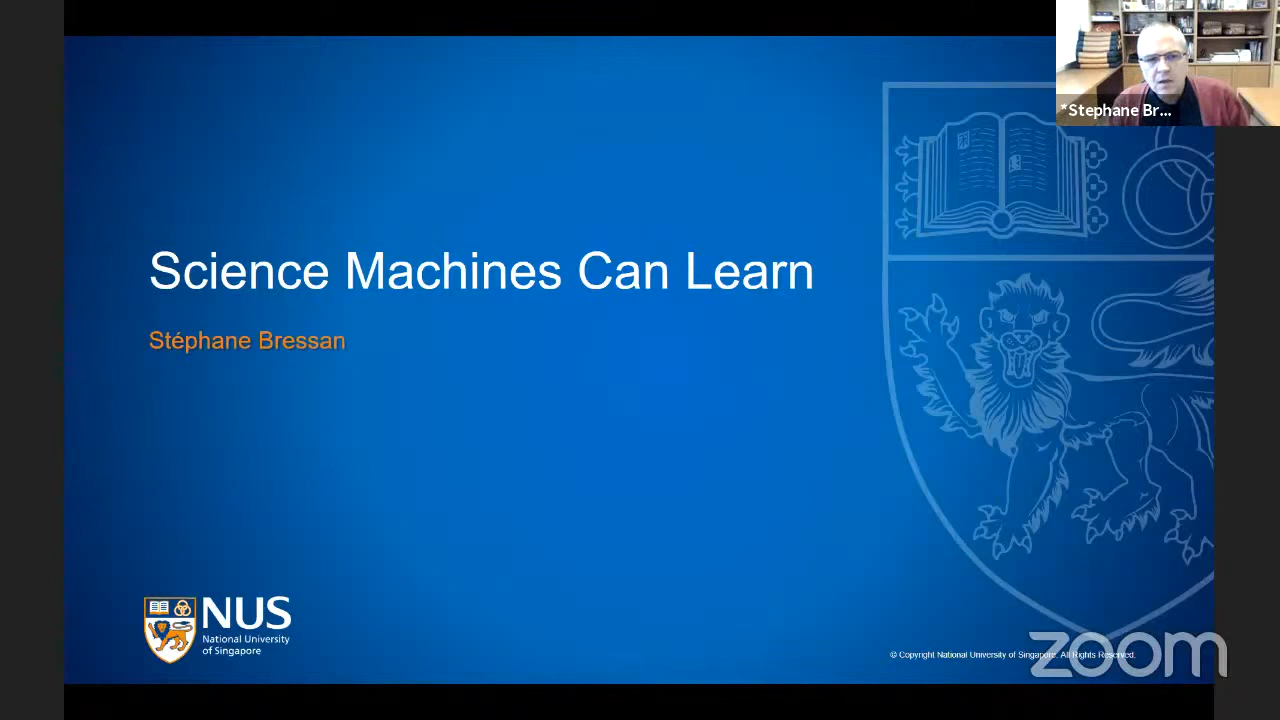 *Stephane Br...
Science Machines Can Learn
Stéphane Bressan
NUS
National University
of Singapore
© Copyright National University of Singapore. All Rights Reserved.
zoom